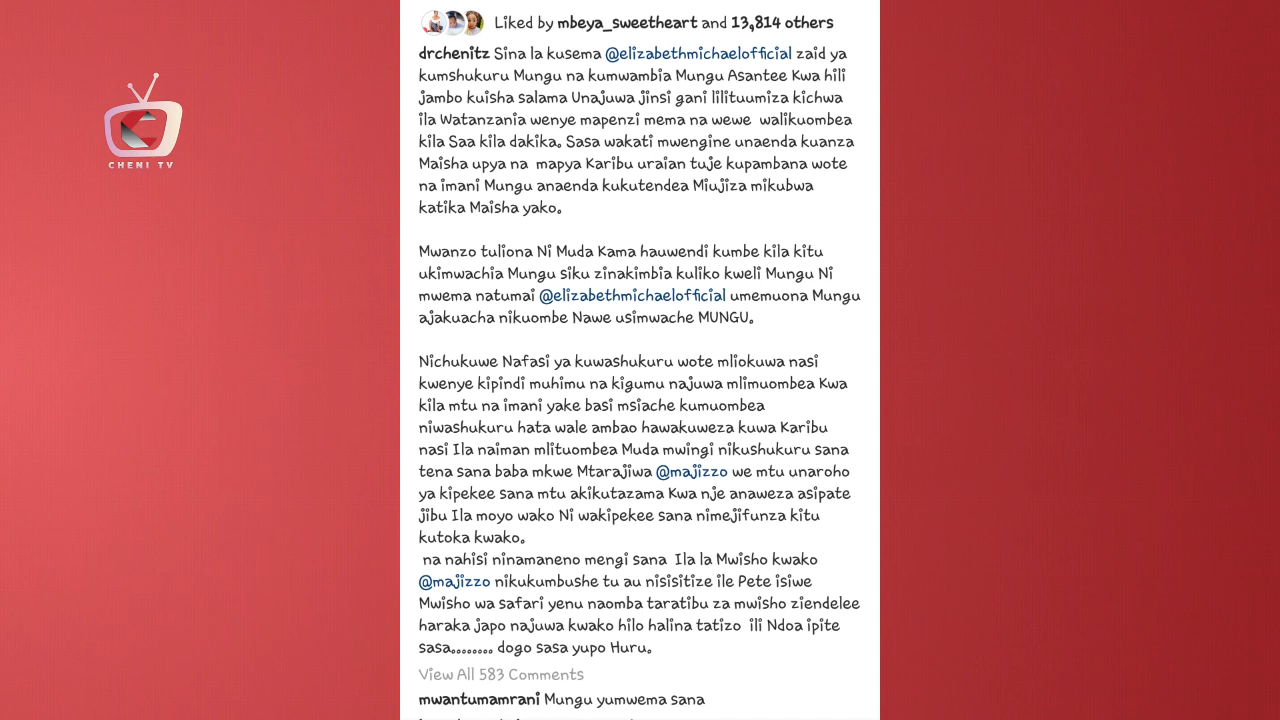 CHENI TV
Liked by mbeya_sweetheart and 13,814 others
drchenitz Sina la kusema @elizabethmichaelofficial zaid ya
kumshukuru Mungu na kumwambia Mungu Asantee Kwa hili
jambo kuisha salama Unajuwa jinsi gani lilituumiza kichwa
ila Watanzania wenye mapenzi mema na wewe walikuombea
kila Saa kila dakika. Sasa wakati mwengine unaenda kuanza
Maisha upya na mapya Karibu uraian tuje kupambana wote
na imani Mungu anaenda kukutendea Miujiza mikubwa
katika Maisha yako.
Mwanzo tuliona Ni Muda Kama hauwendi kumbe kila kitu
ukimwachia Mungu siku zinakimbia kuliko kweli Mungu Ni
mwema natumai @elizabethmichaelofficial umemuona Mungu
ajakuacha nikuombe Nawe usimwache MUNGU.
Nichukuwe Nafasi ya kuwashukuru wote mliokuwa nasi
kwenye kipindi muhimu na kigumu najuwa mlimuombea Kwa
kila mtu na imani yake basi msiache kumuombea
niwashukuru hata wale ambao hawakuweza kuwa Karibu
nasi Ila naiman mlituombea Muda mwingi nikushukuru sana
tena sana baba mkwe Mtarajiwa @majizzo we mtu unaroho
ya kipekee sana mtu akikutazama Kwa nje anaweza asipate
jibu Ila moyo wako Ni wakipekee sana nimejifunza kitu
kutoka kwako.
na nahisi ninamaneno mengi sana Ila la Mwisho kwako
@majizzo nikukumbushe tu au nisisitize ile Pete isiwe
Mwisho wa safari yenu naomba taratibu za mwisho ziendelee
haraka japo najuwa kwako hilo halina tatizo ili Ndoa ipite
sasa........ dogo sasa yupo Huru.
View All 583 Comments
mwantumamrani Mungu yumwema sana